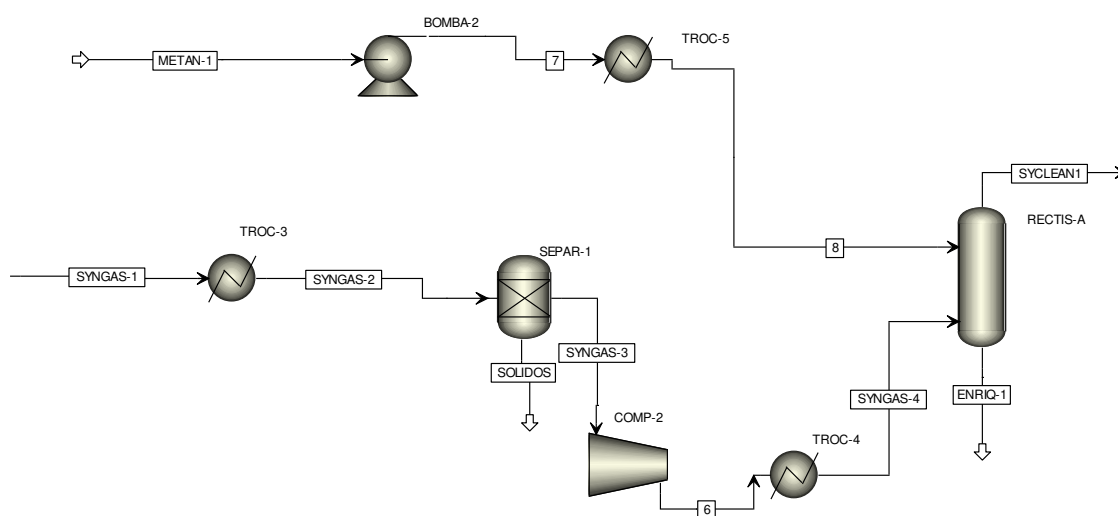 BOMBA-2
TROC-5
METAN-1
7
SYCLEAN1
RECTIS-A
TROC-3
8
SEPAR-1
SYNGAS-1
SYNGAS-2
SYNGAS-3
SOLIDOS
ENRIQ-1
SYNGAS-4
COMP-2
TROC-4
6